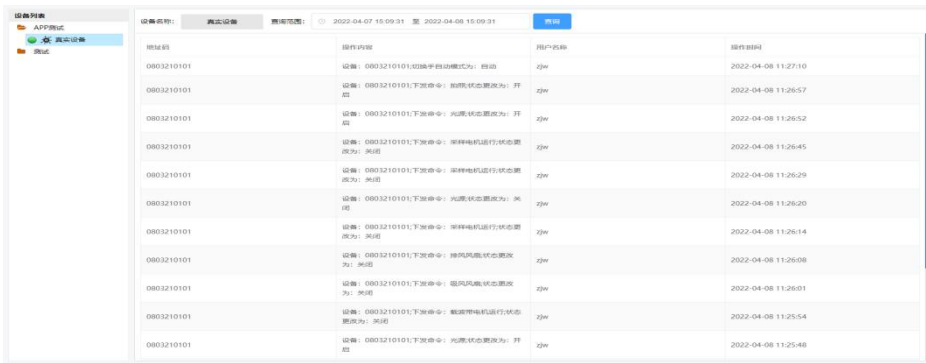 设备列表
APP测试
真实设备
测试
设备名称： 真实设备 查询范围： 2022-04-07 15:09:31 至 2022-04-08 15:09:31 查询
地址码 操作内容 用户名称 操作时间
0803210101 设备：0803210101;切换手自动模式为：自动 zjw 2022-04-08 11:27:10
0803210101 设备：0803210101;下发命令：拍照;状态更改为：开
启 zjw 2022-04-08 11:26:57
0803210101 设备：0803210101;下发命令：光源;状态更改为：开
启 zjw 2022-04-08 11:26:52
0803210101 设备：0803210101;下发命令：采样电机运行;状态更
改为：关闭 zjw 2022-04-08 11:26:45
0803210101 设备：0803210101;下发命令：采样电机运行;状态更
改为：关闭 zjw 2022-04-08 11:26:29
0803210101 设备：0803210101;下发命令：光源;状态更改为：关
闭 zjw 2022-04-08 11:26:20
0803210101 设备：0803210101;下发命令：采样电机运行;状态更
改为：关闭 zjw 2022-04-08 11:26:14
0803210101 设备：0803210101;下发命令：排风风扇;状态更改
为：关闭 zjw 2022-04-08 11:26:08
0803210101 设备：0803210101;下发命令：吸风风扇;状态更改
为：关闭 zjw 2022-04-08 11:26:01
0803210101 设备：0803210101;下发命令：载玻带电机运行;状态
更改为：关闭 zjw 2022-04-08 11:25:54
0803210101 设备：0803210101;下发命令：光源;状态更改为：开
启 zjw 2022-04-08 11:25:48